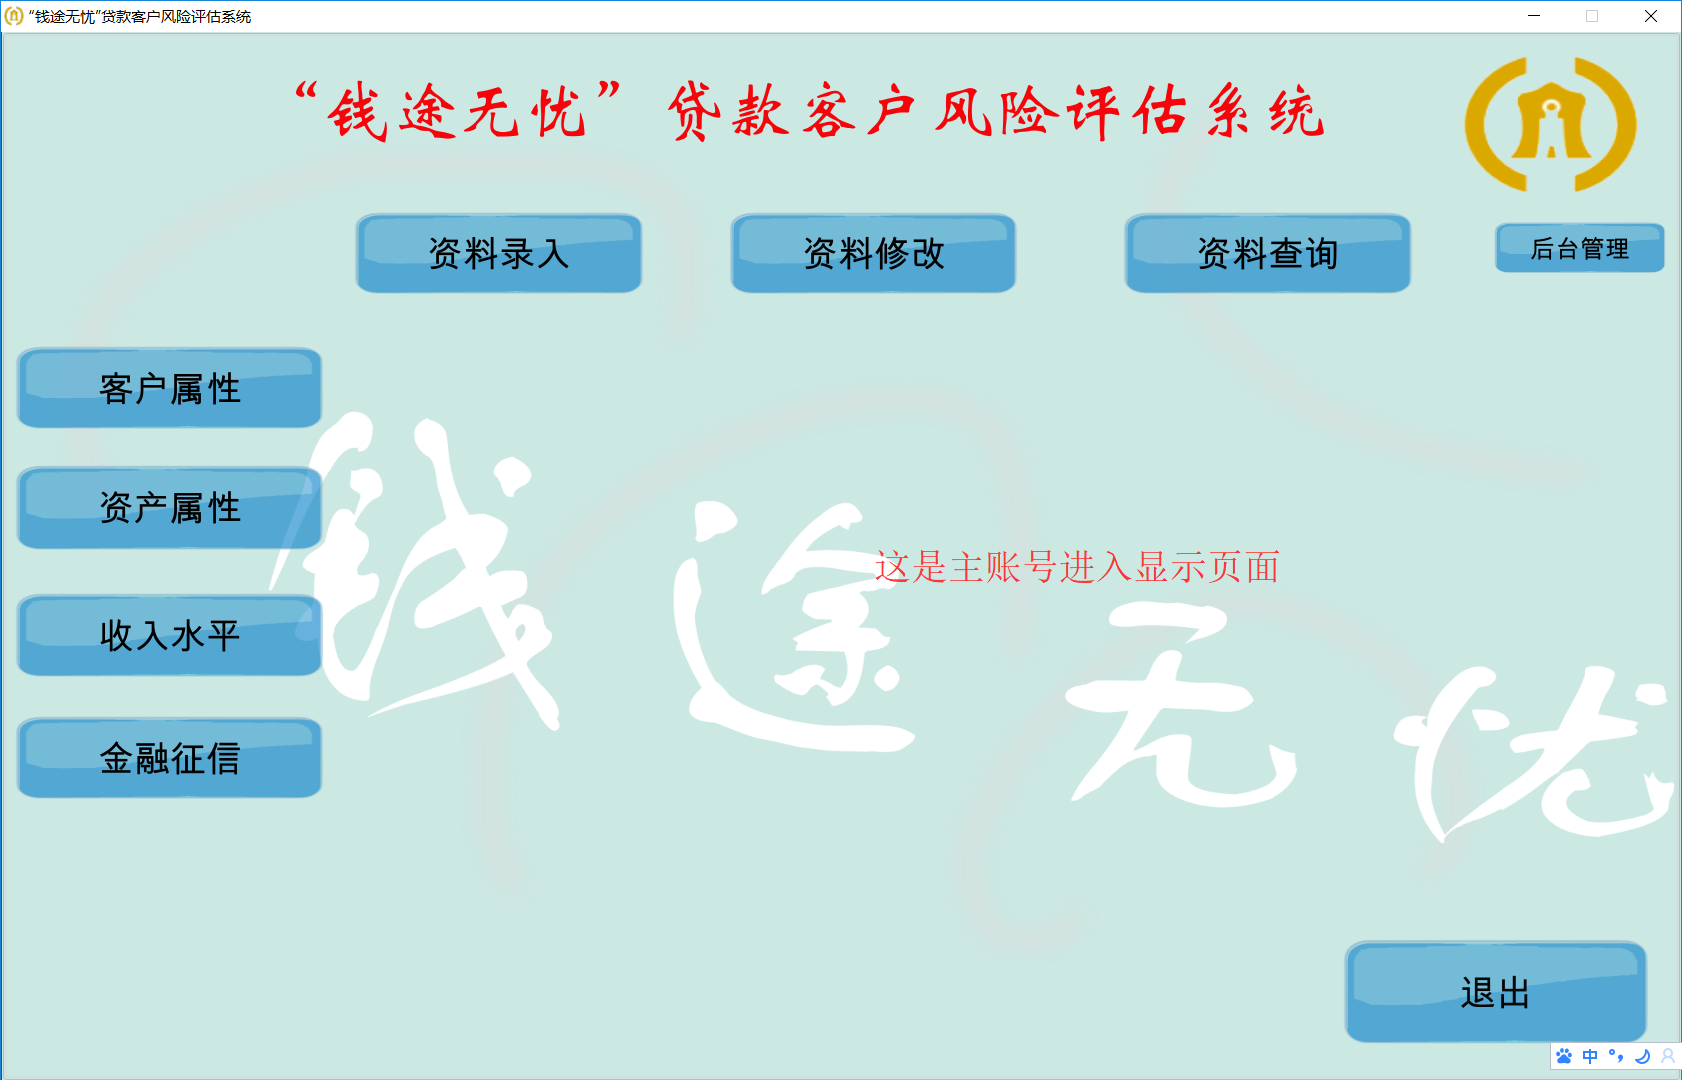 “钱途无忧”贷款客户风险评估系统
“钱途无忧”贷款客户风险评估系统
资料录入
资料修改
资料查询
后台管理
客户属性
资产属性
收入水平
金融征信
钱途无忧
这是主账号进入显示页面
退出
中